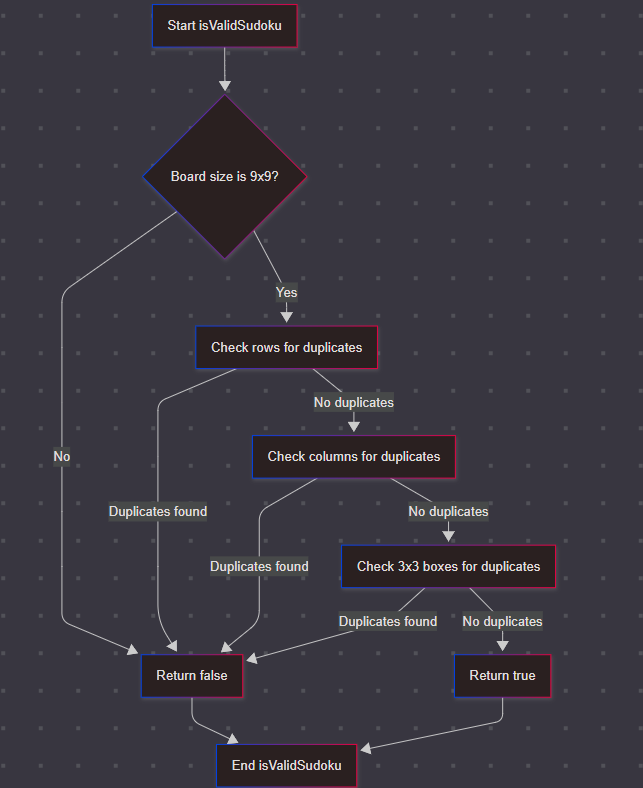 Start isValidSudoku
Board size is 9x9?
Yes
Check rows for duplicates
No duplicates
No
Check columns for duplicates
Duplicates found
No duplicates
Duplicates found
Check 3x3 boxes for duplicates
Duplicates found
No duplicates
Return false
Return true
End isValidSudoku